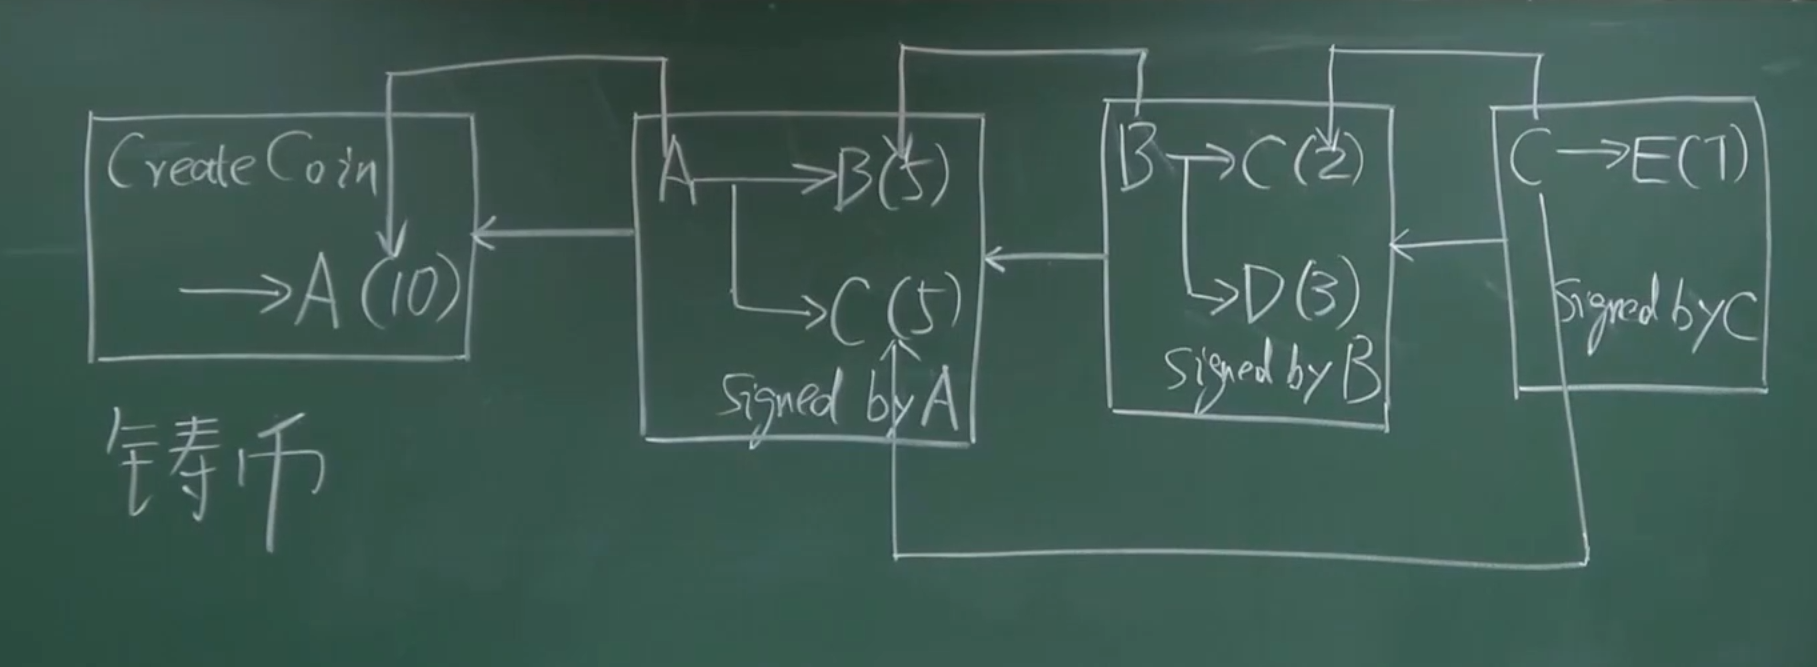 CreateCoin
→A(10)
铸币
A→B(5)
→C(5)
Signed by A
B→C(2)
→D(3)
Signed by B
C→E(7)
Signed by C